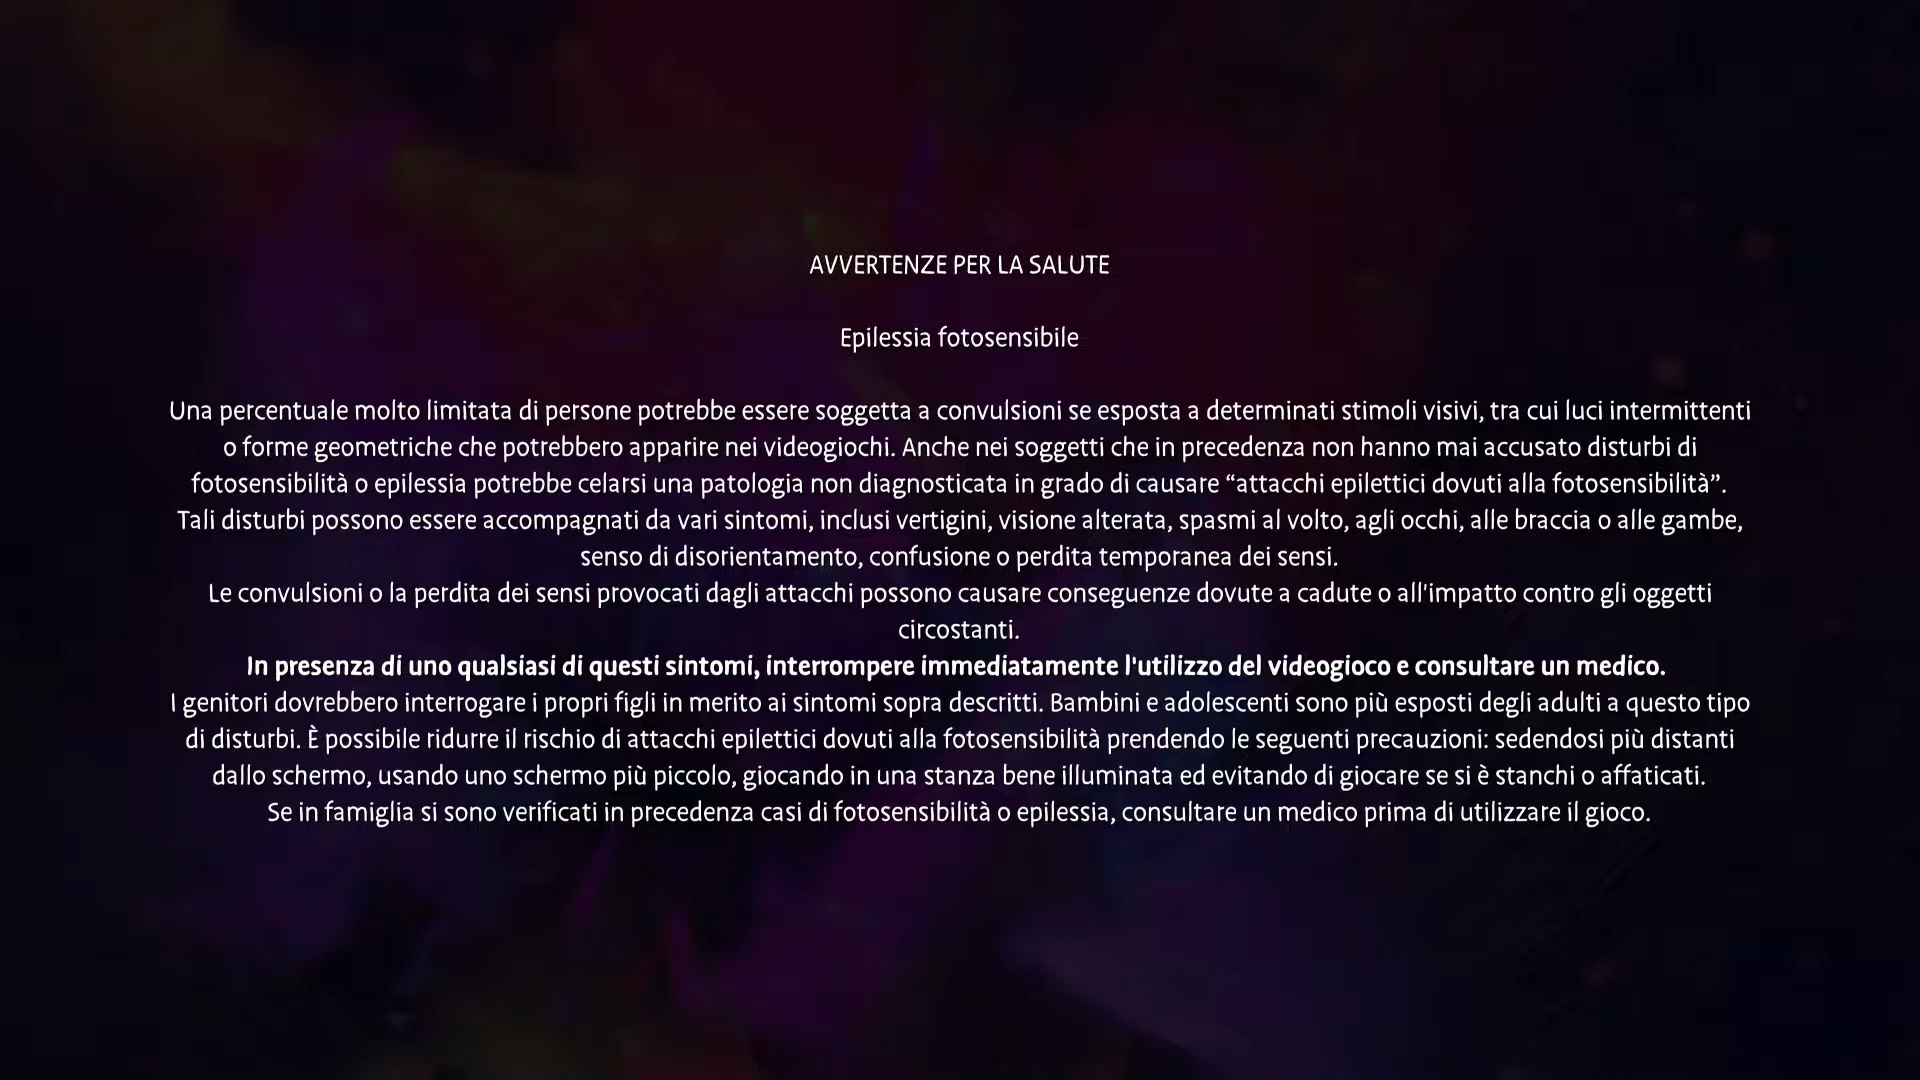 AVVERTENZE PER LA SALUTE
Epilessia fotosensibile
Una percentuale molto limitata di persone potrebbe essere soggetta a convulsioni se esposta a determinati stimoli visivi, tra cui luci intermittenti
o forme geometriche che potrebbero apparire nei videogiochi. Anche nei soggetti che in precedenza non hanno mai accusato disturbi di
fotosensibilità o epilessia potrebbe celarsi una patologia non diagnosticata in grado di causare “attacchi epilettici dovuti alla fotosensibilità”.
Tali disturbi possono essere accompagnati da vari sintomi, inclusi vertigini, visione alterata, spasmi al volto, agli occhi, alle braccia o alle gambe,
senso di disorientamento, confusione o perdita temporanea dei sensi.
Le convulsioni o la perdita dei sensi provocati dagli attacchi possono causare conseguenze dovute a cadute o all'impatto contro gli oggetti
circostanti.
In presenza di uno qualsiasi di questi sintomi, interrompere immediatamente l'utilizzo del videogioco e consultare un medico.
I genitori dovrebbero interrogare i propri figli in merito ai sintomi sopra descritti. Bambini e adolescenti sono più esposti degli adulti a questo tipo
di disturbi. È possibile ridurre il rischio di attacchi epilettici dovuti alla fotosensibilità prendendo le seguenti precauzioni: sedendosi più distanti
dallo schermo, usando uno schermo più piccolo, giocando in una stanza bene illuminata ed evitando di giocare se si è stanchi o affaticati.
Se in famiglia si sono verificati in precedenza casi di fotosensibilità o epilessia, consultare un medico prima di utilizzare il gioco.